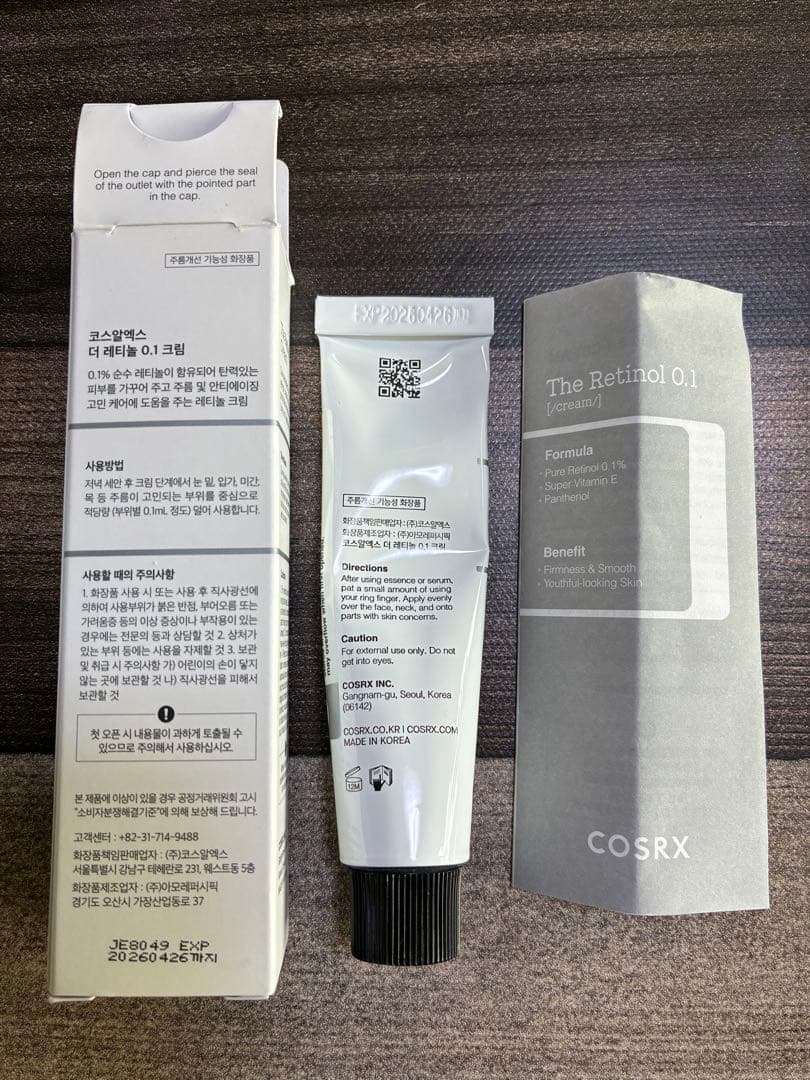 Open the cap and pierce the seal
of the outlet with the pointed part
in the cap.
주름개선 기능성 화장품
코스알엑스
더 레티놀 0.1 크림
0.1% 순수 레티놀이 함유되어 탄력있는
피부를 가꾸어 주고 주름 및 안티에이징
고민 케어에 도움을 주는 레티놀 크림
사용방법
저녁 세안 후 크림 단계에서 눈 밑, 입가, 미간,
목 등 주름이 고민되는 부위를 중심으로
적당량 (부위별 0.1mL 정도) 덜어 사용합니다.
사용할 때의 주의사항
1. 화장품 사용 시 또는 사용 후 직사광선에
의하여 사용부위가 붉은 반점, 부어오름 또는
가려움증 등의 이상 증상이나 부작용이 있는
경우에는 전문의 등과 상담할 것 2. 상처가
있는 부위 등에는 사용을 자제할 것 3. 보관
및 취급 시 주의사항 가) 어린이의 손이 닿지
않는 곳에 보관할 것 나) 직사광선을 피해서
보관할 것
첫 오픈 시 내용물이 과하게 토출될 수
있으므로 주의해서 사용하십시오.
본 제품에 이상이 있을 경우 공정거래위원회 고시
"소비자분쟁해결기준"에 의해 보상해 드립니다.
고객센터 : +82-31-714-9488
화장품책임판매업자 : (주)코스알엑스
서울특별시 강남구 테헤란로 231, 웨스트동 5층
화장품제조업자 : (주)아모레퍼시픽
경기도 오산시 가장산업동로 37
JE8049 EXP
20260426까지
EXP20260426까지
주름개선 기능성 화장품
화장품책임판매업자 : (주)코스알엑스
화장품제조업자 : (주)아모레퍼시픽
코스알엑스 더 레티놀 0.1 크림
Directions
After using essence or serum,
pat a small amount of using
your ring finger. Apply evenly
over the face, neck, and onto
parts with skin concerns.
Caution
For external use only. Do not
get into eyes.
COSRX INC.
Gangnam-gu, Seoul, Korea
(06142)
COSRX.CO.KR | COSRX.COM
MADE IN KOREA
12M
may overflow when
The Retinol 0.1
[/cream/]
Formula
· Pure Retinol 0.1%
· Super Vitamin E
· Panthenol
Benefit
· Firmness & Smooth
· Youthful-looking Skin
COSRX